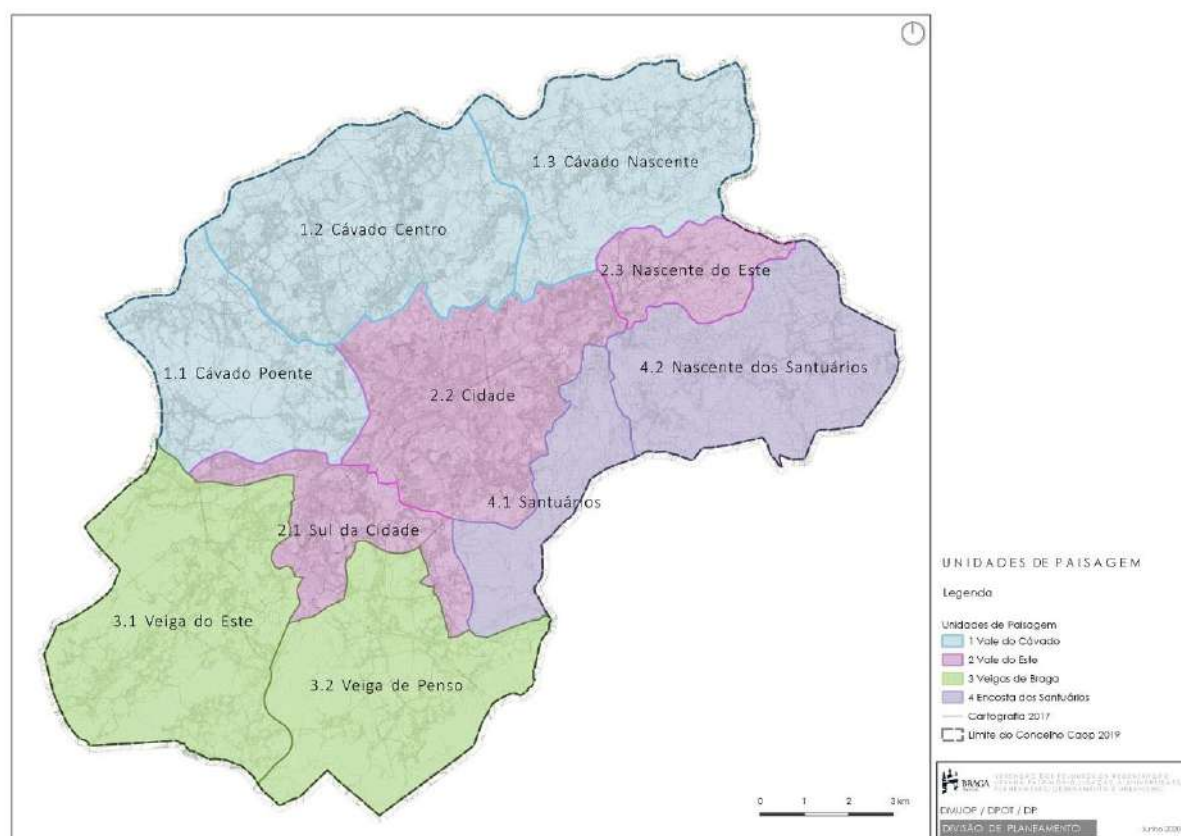 1.3 Cávado Nascente
1.2 Cávado Centro
2.3 Nascente do Este
1.1 Cávado Poente
4.2 Nascente dos Santuários
2.2 Cidade
4.1 Santuários
2.1 Sul da Cidade
3.1 Veiga do Este
3.2 Veiga de Penso
0 1 2 3 km
UNIDADES DE PAISAGEM
Legenda
Unidades de Paisagem
1 Vale do Cávado
2 Vale do Este
3 Veigas de Braga
4 Encosta dos Santuários
Cartografia 2017
Limite do Concelho Caop 2019
BRAGA
DMUOP / DPOT / DP
DIVISÃO DE PLANEAMENTO
Junho 2020